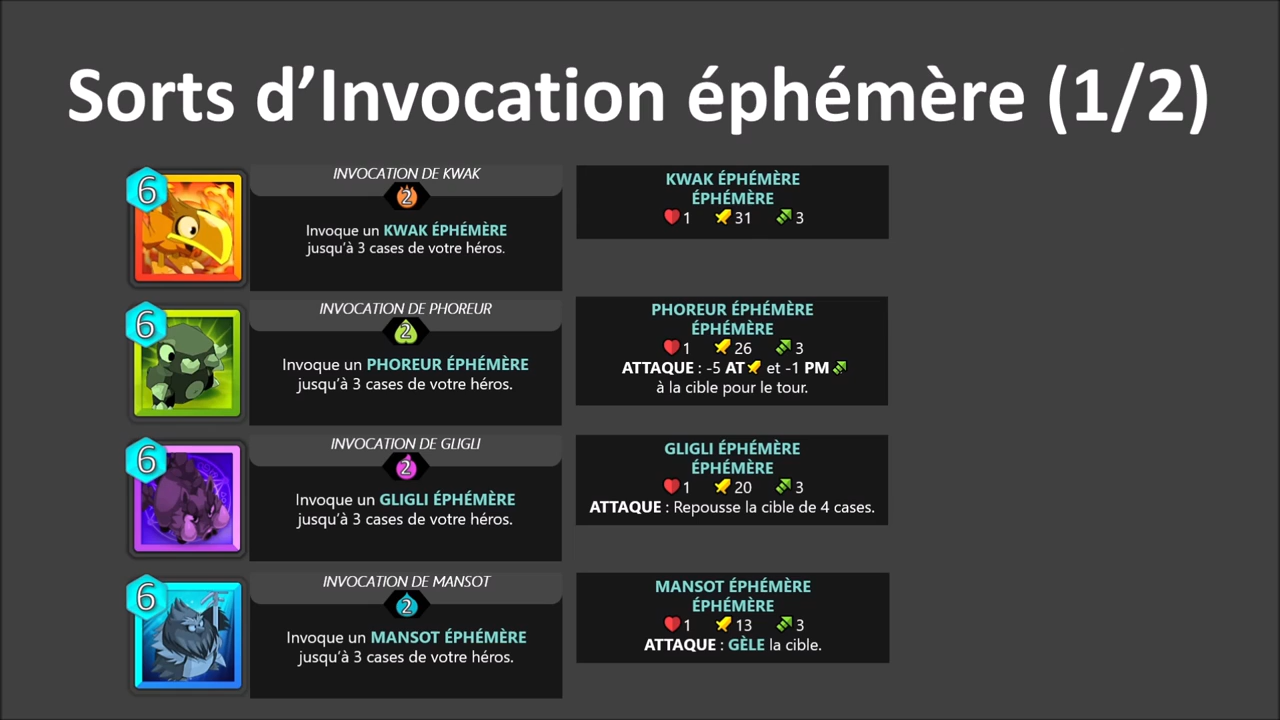 Sorts d’Invocation éphémère (1/2)
6
INVOCATION DE KWAK
2
Invoque un KWAK ÉPHÉMÈRE
jusqu'à 3 cases de votre héros.
KWAK ÉPHÉMÈRE
ÉPHÉMÈRE
1 31 3
6
INVOCATION DE PHOREUR
2
Invoque un PHOREUR ÉPHÉMÈRE
jusqu'à 3 cases de votre héros.
PHOREUR ÉPHÉMÈRE
ÉPHÉMÈRE
1 26 3
ATTAQUE : -5 AT et -1 PM
à la cible pour le tour.
6
INVOCATION DE GLIGLI
2
Invoque un GLIGLI ÉPHÉMÈRE
jusqu'à 3 cases de votre héros.
GLIGLI ÉPHÉMÈRE
ÉPHÉMÈRE
1 20 3
ATTAQUE : Repousse la cible de 4 cases.
6
INVOCATION DE MANSOT
2
Invoque un MANSOT ÉPHÉMÈRE
jusqu'à 3 cases de votre héros.
MANSOT ÉPHÉMÈRE
ÉPHÉMÈRE
1 13 3
ATTAQUE : GÈLE la cible.